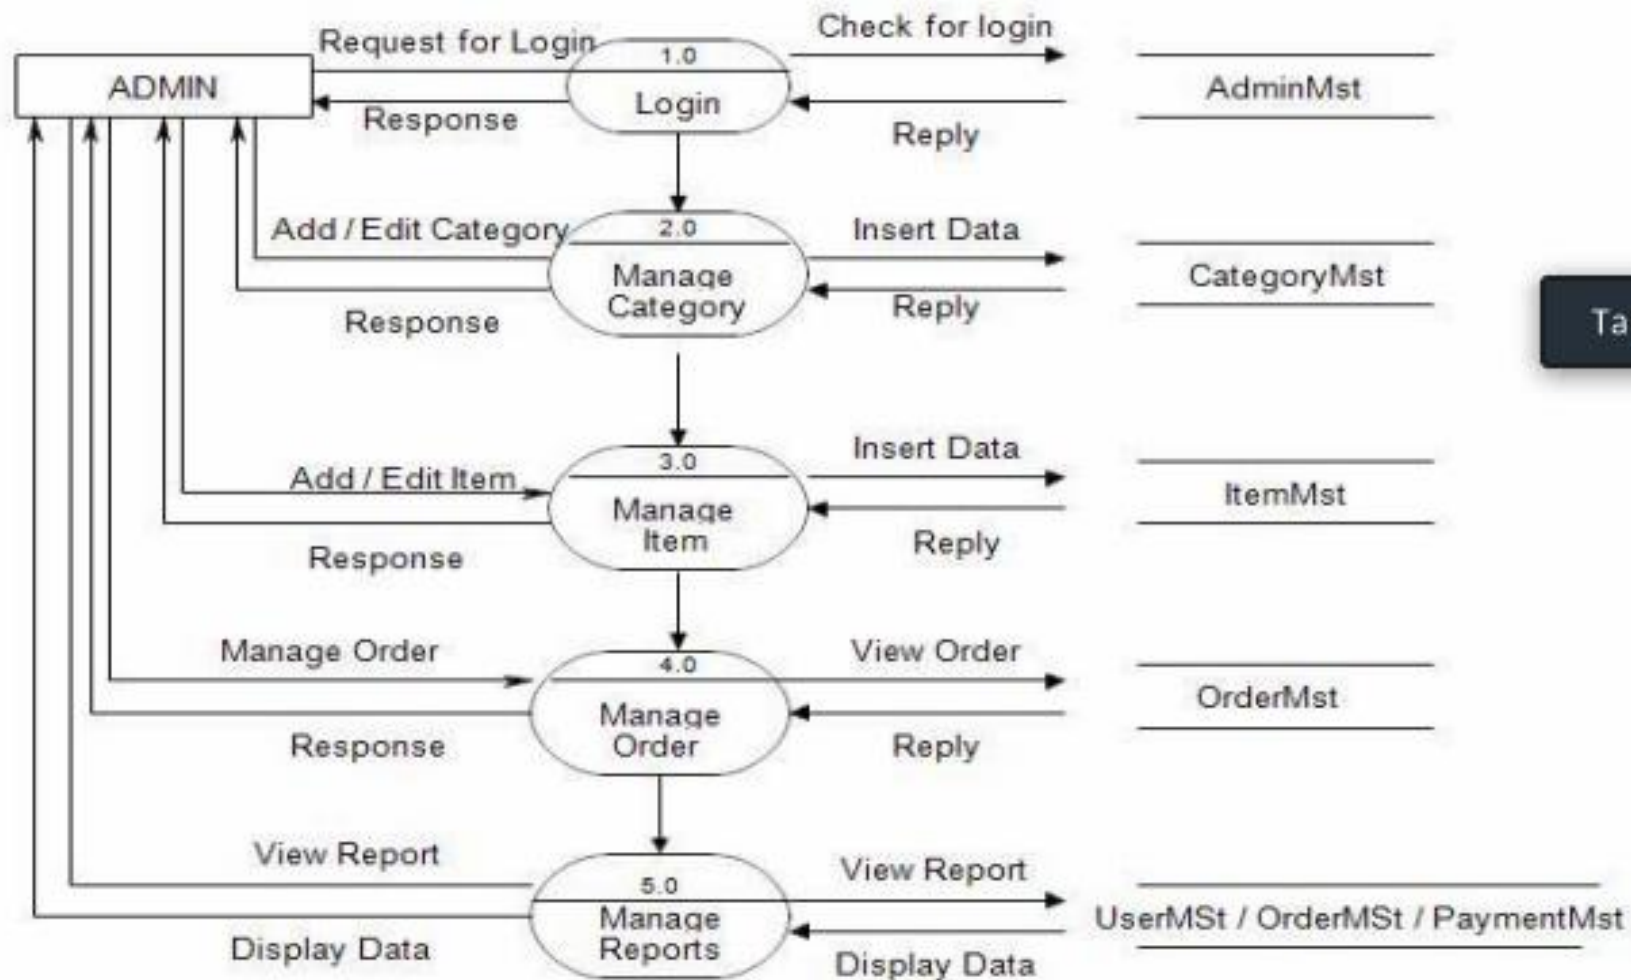 Request for Login
1.0
Check for login
ADMIN
Login
AdminMst
Response
Reply
Add / Edit Category
2.0
Insert Data
Manage
Category
CategoryMst
Response
Reply
Ta
Add / Edit Item
3.0
Insert Data
Manage
Item
ItemMst
Response
Reply
Manage Order
4.0
View Order
Manage
Order
OrderMst
Response
Reply
View Report
5.0
View Report
Manage
Reports
UserMSt / OrderMSt / PaymentMst
Display Data
Display Data